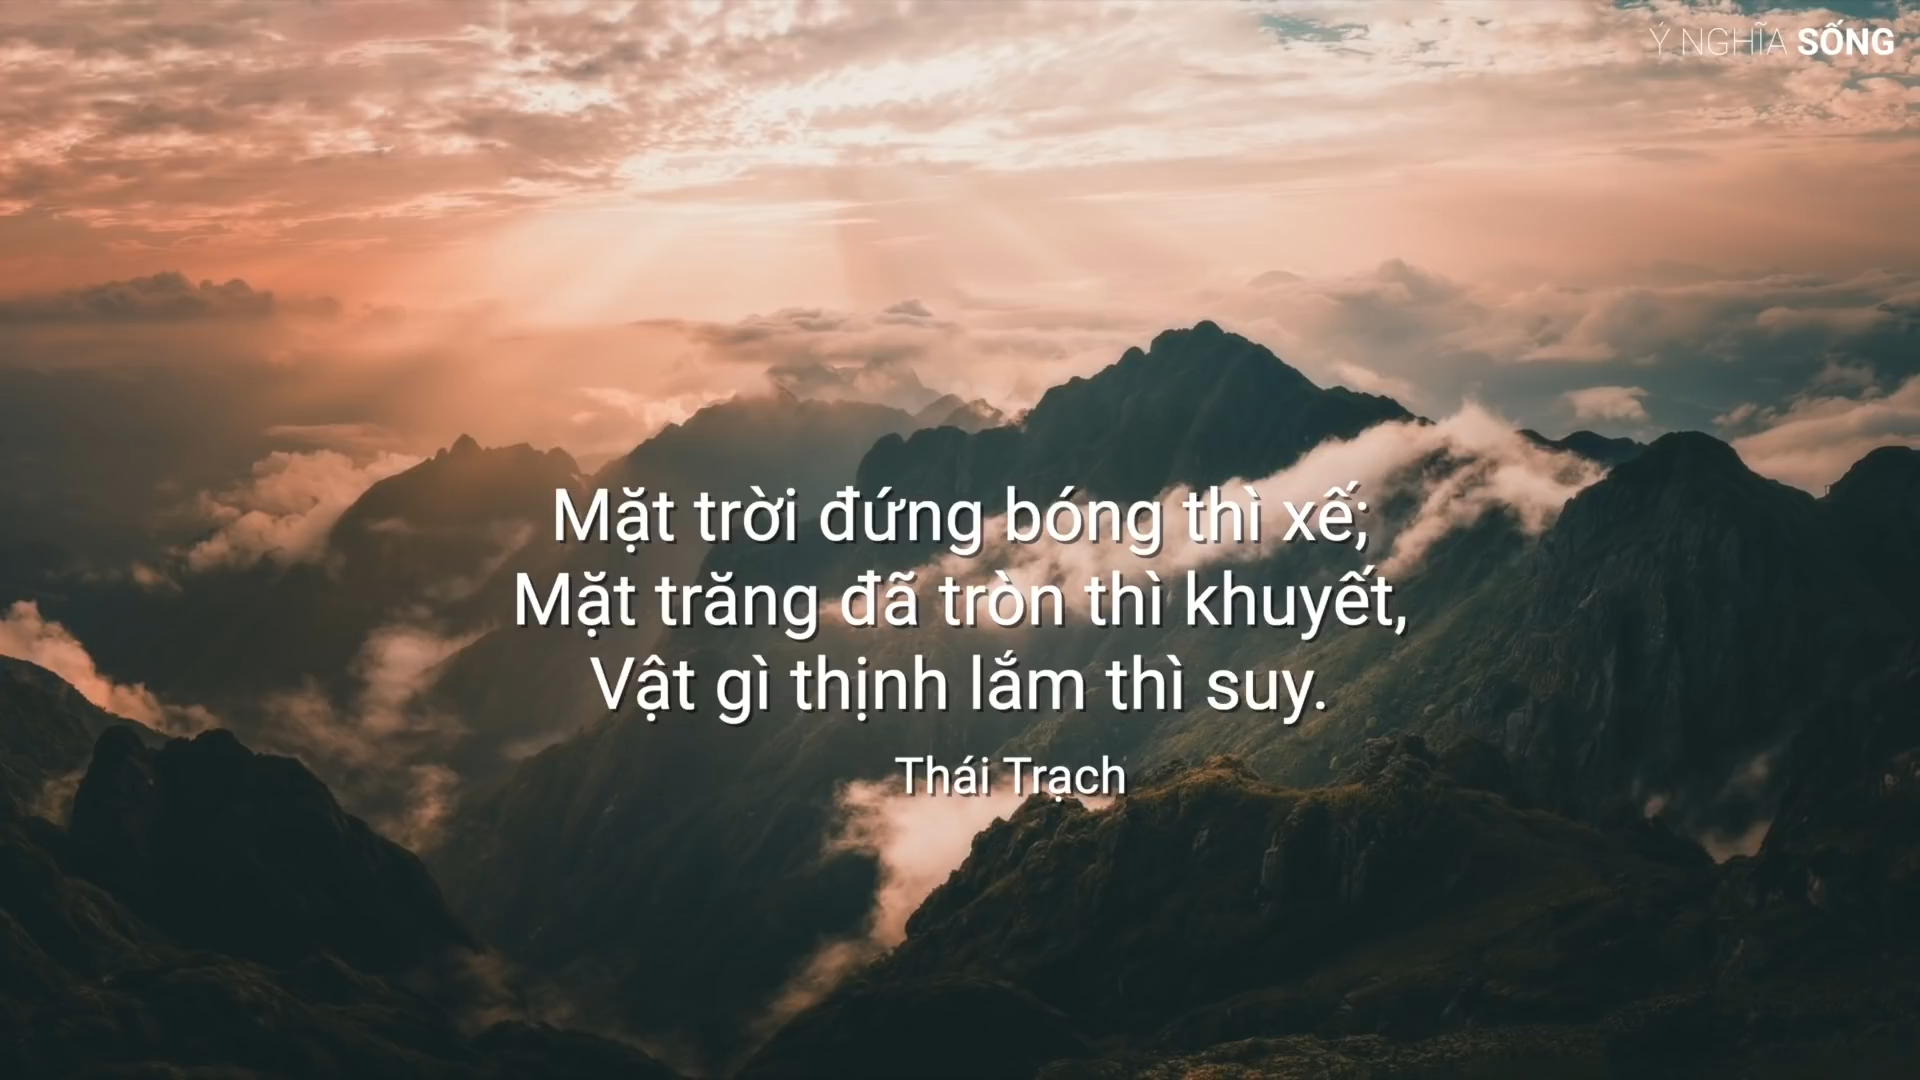 Ý NGHĨA SỐNG
Mặt trời đứng bóng thì xế;
Mặt trăng đã tròn thì khuyết,
Vật gì thịnh lắm thì suy.
Thái Trạch